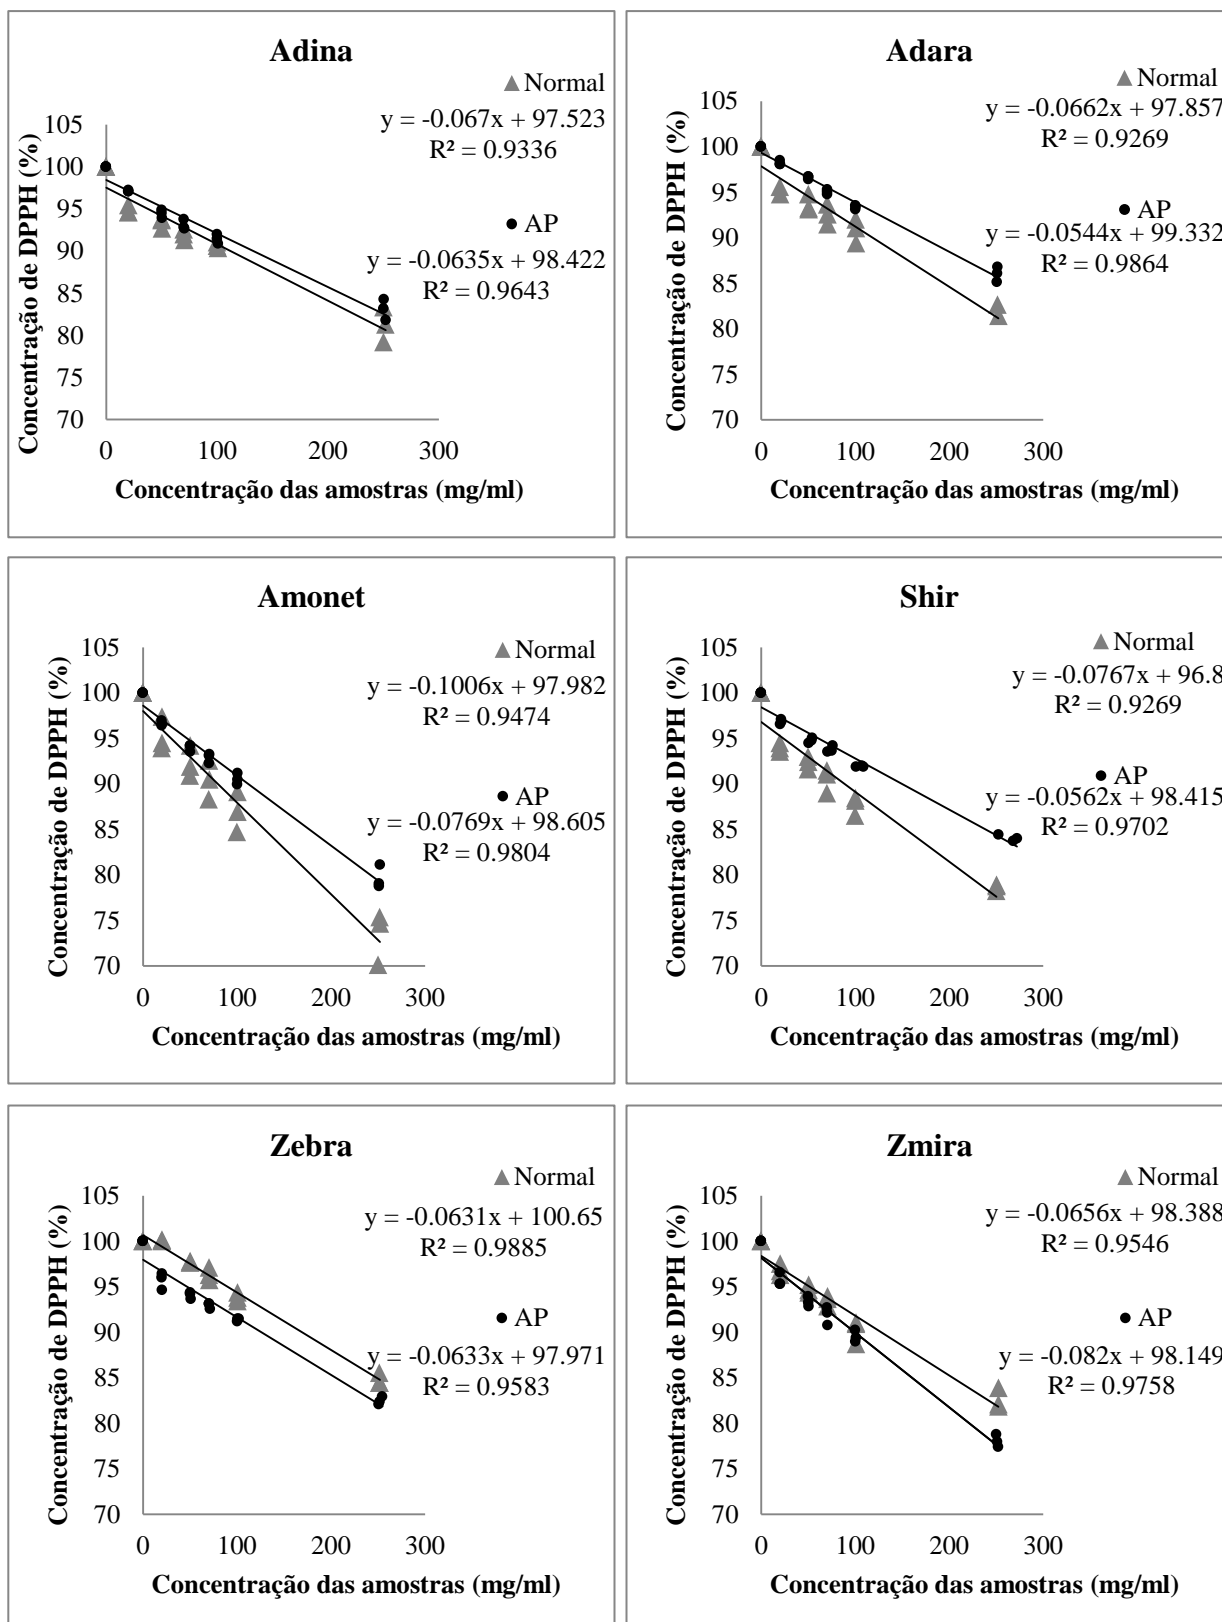 Adina
Normal
y = -0.067x + 97.523
R² = 0.9336
AP
y = -0.0635x + 98.422
R² = 0.9643
Concentração de DPPH (%)
105
100
95
90
85
80
75
70
0
100
200
300
Concentração das amostras (mg/ml)
Adara
Normal
y = -0.0662x + 97.857
R² = 0.9269
AP
y = -0.0544x + 99.332
R² = 0.9864
Concentração de DPPH (%)
105
100
95
90
85
80
75
70
0
100
200
300
Concentração das amostras (mg/ml)
Amonet
Normal
y = -0.1006x + 97.982
R² = 0.9474
AP
y = -0.0769x + 98.605
R² = 0.9804
Concentração de DPPH (%)
105
100
95
90
85
80
75
70
0
100
200
300
Concentração das amostras (mg/ml)
Shir
Normal
y = -0.0767x + 96.8
R² = 0.9269
AP
y = -0.0562x + 98.415
R² = 0.9702
Concentração de DPPH (%)
105
100
95
90
85
80
75
70
0
100
200
300
Concentração das amostras (mg/ml)
Zebra
Normal
y = -0.0631x + 100.65
R² = 0.9885
AP
y = -0.0633x + 97.971
R² = 0.9583
Concentração de DPPH (%)
105
100
95
90
85
80
75
70
0
100
200
300
Concentração das amostras (mg/ml)
Zmira
Normal
y = -0.0656x + 98.388
R² = 0.9546
AP
y = -0.082x + 98.149
R² = 0.9758
Concentração de DPPH (%)
105
100
95
90
85
80
75
70
0
100
200
300
Concentração das amostras (mg/ml)